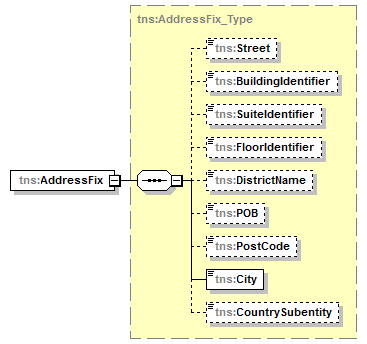 tns:AddressFix_Type
tns:Street
tns:BuildingIdentifier
tns:SuiteIdentifier
tns:FloorIdentifier
tns:AddressFix
tns:DistrictName
tns:POB
tns:PostCode
tns:City
tns:CountrySubentity